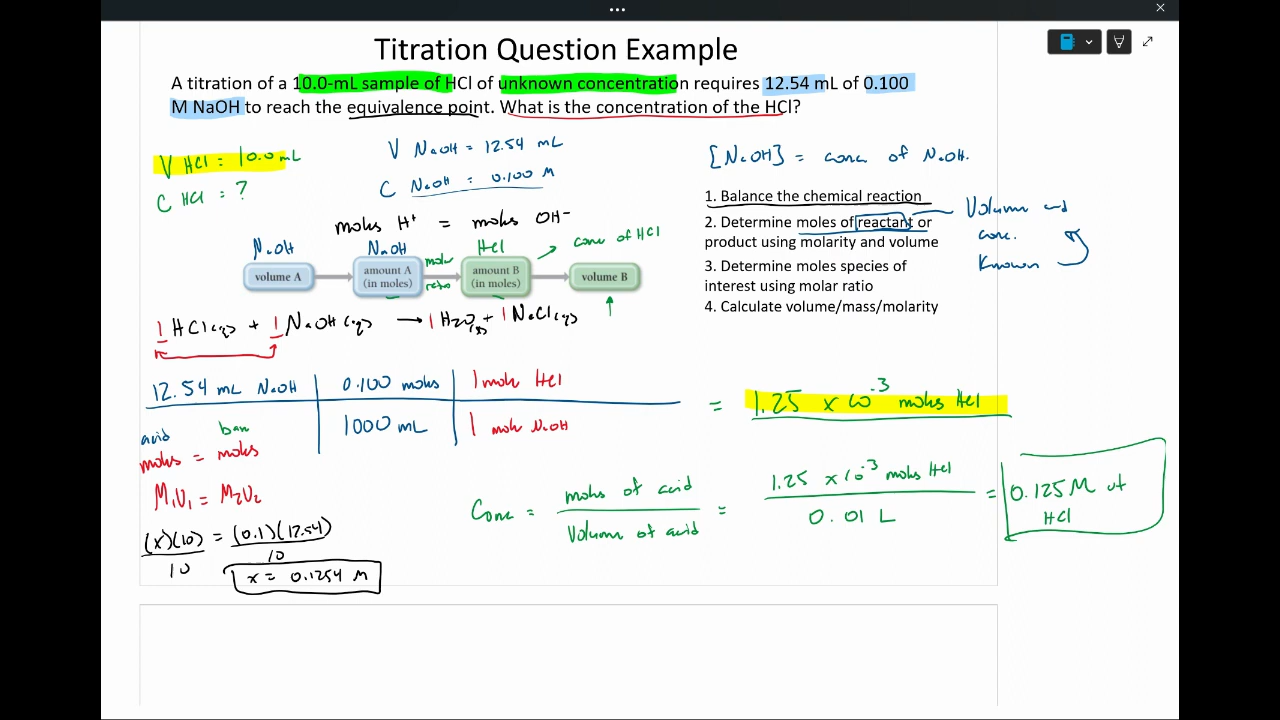 Titration Question Example
A titration of a 10.0-mL sample of HCl of unknown concentration requires 12.54 mL of 0.100
M NaOH to reach the equivalence point. What is the concentration of the HCl?
V HCl = 10.0 mL
C HCl = ?
V NaOH = 12.54 mL
C NaOH = 0.100 M
[NaOH] = conc of NaOH.
1. Balance the chemical reaction
2. Determine moles of reactant or
product using molarity and volume
3. Determine moles species of
interest using molar ratio
4. Calculate volume/mass/molarity
Volume and
conc.
Known
moles H+ = moles OH-
NaOH NaOH HCl conc of HCl
volume A
amount A
(in moles)
molar
ratio
amount B
(in moles)
volume B
1 HCl(aq) + 1 NaOH(aq) → 1 H2O + 1 NaCl(aq)
12.54 mL NaOH 0.100 moles 1 mole HCl
1000 mL 1 mole NaOH
= 1.25 x 10-3 moles HCl
acid base
moles = moles
M1V1 = M2V2
(x)(10) = (0.1)(12.54)
10 10
x = 0.1254 M
Conc = moles of acid
Volume of acid
= 1.25 x 10-3 moles HCl
0.01 L
= 0.125 M of
HCl